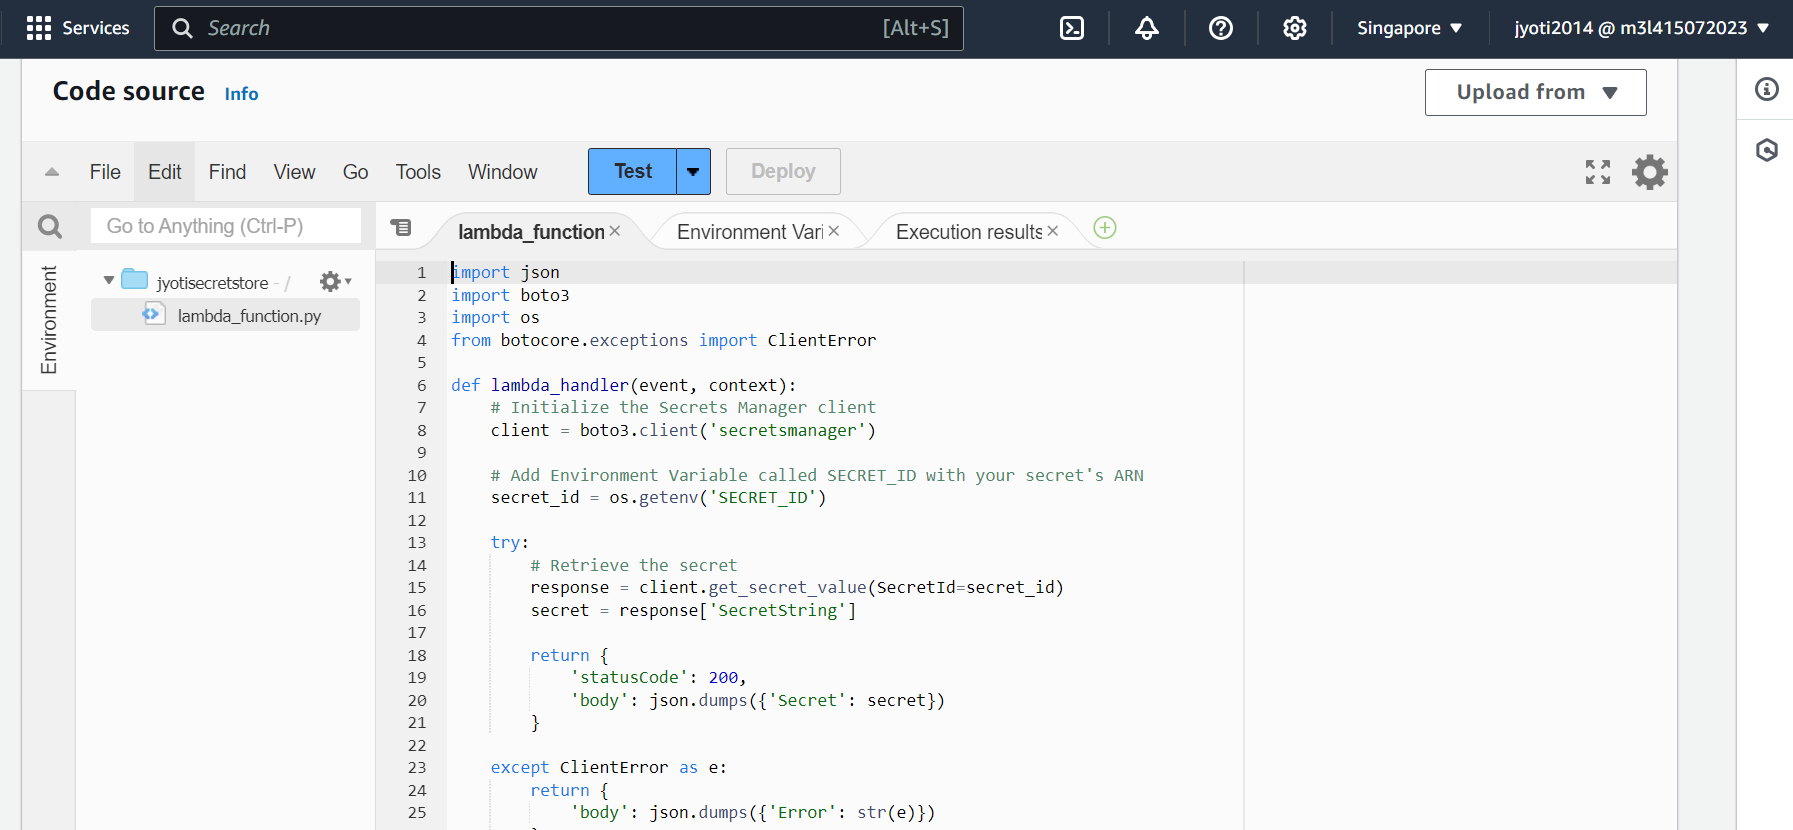 Services
Search [Alt+S]
Singapore
jyoti2014 @ m3l415072023
Code source Info
Upload from
File Edit Find View Go Tools Window
Test
Deploy
Go to Anything (Ctrl-P)
lambda_function
Environment Vari
Execution results
Environment
jyotisecretstore - /
lambda_function.py
1 import json
2 import boto3
3 import os
4 from botocore.exceptions import ClientError
5
6 def lambda_handler(event, context):
7 # Initialize the Secrets Manager client
8 client = boto3.client('secretsmanager')
9
10 # Add Environment Variable called SECRET_ID with your secret's ARN
11 secret_id = os.getenv('SECRET_ID')
12
13 try:
14 # Retrieve the secret
15 response = client.get_secret_value(SecretId=secret_id)
16 secret = response['SecretString']
17
18 return {
19 'statusCode': 200,
20 'body': json.dumps({'Secret': secret})
21 }
22
23 except ClientError as e:
24 return {
25 'body': json.dumps({'Error': str(e)})